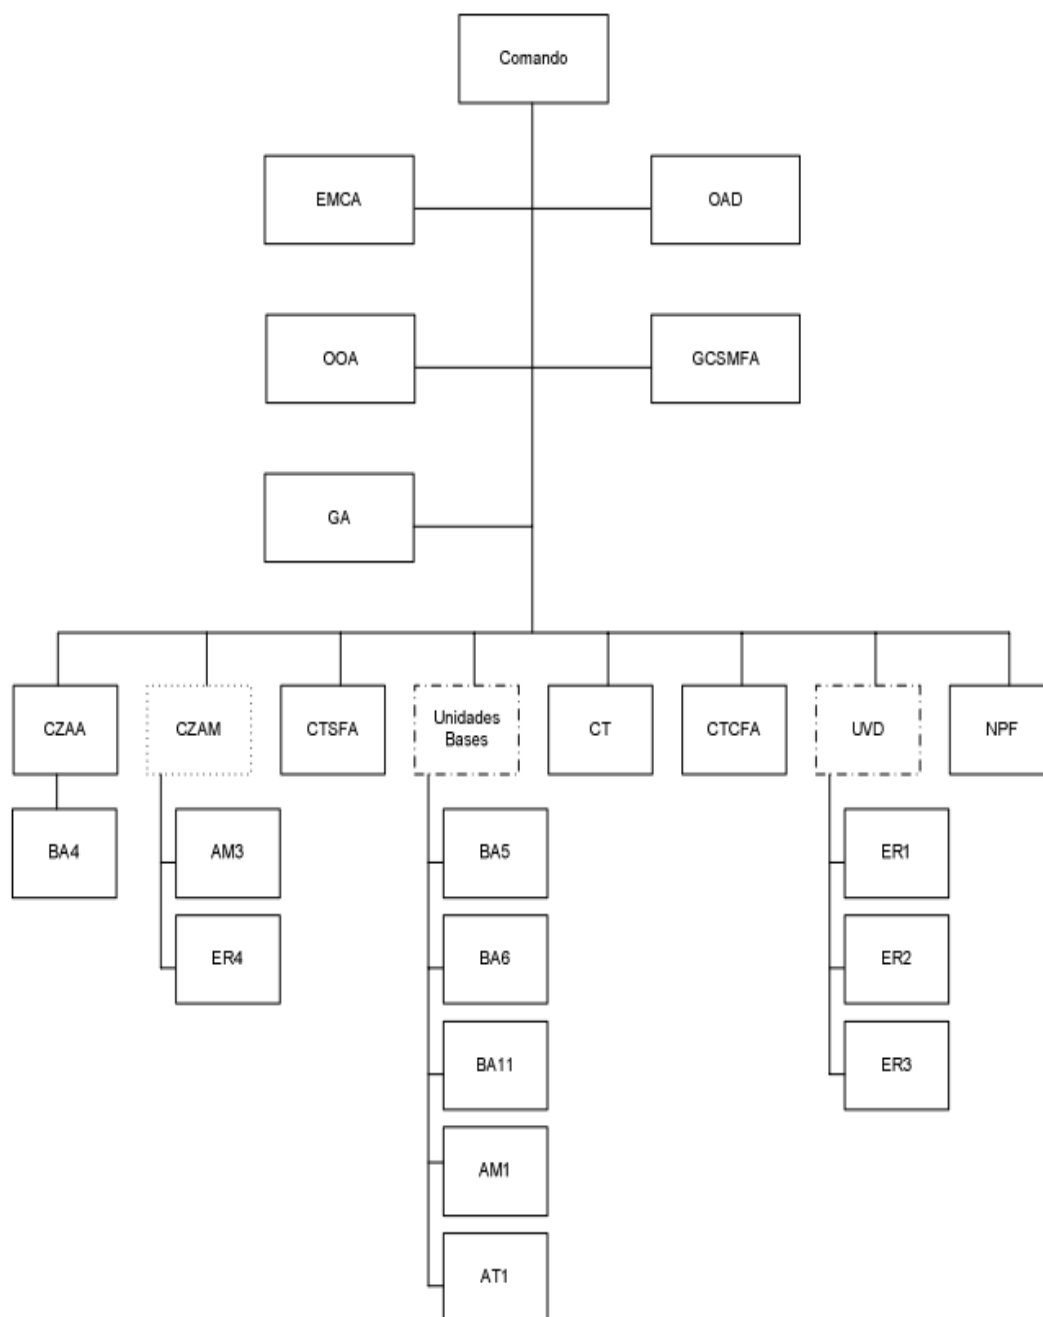 Comando
EMCA
OAD
OOA
GCSMFA
GA
CZAA
CZAM
CTSFA
Unidades
Bases
CT
CTCFA
UVD
NPF
BA4
AM3
BA5
ER1
ER4
BA6
ER2
BA11
ER3
AM1
AT1